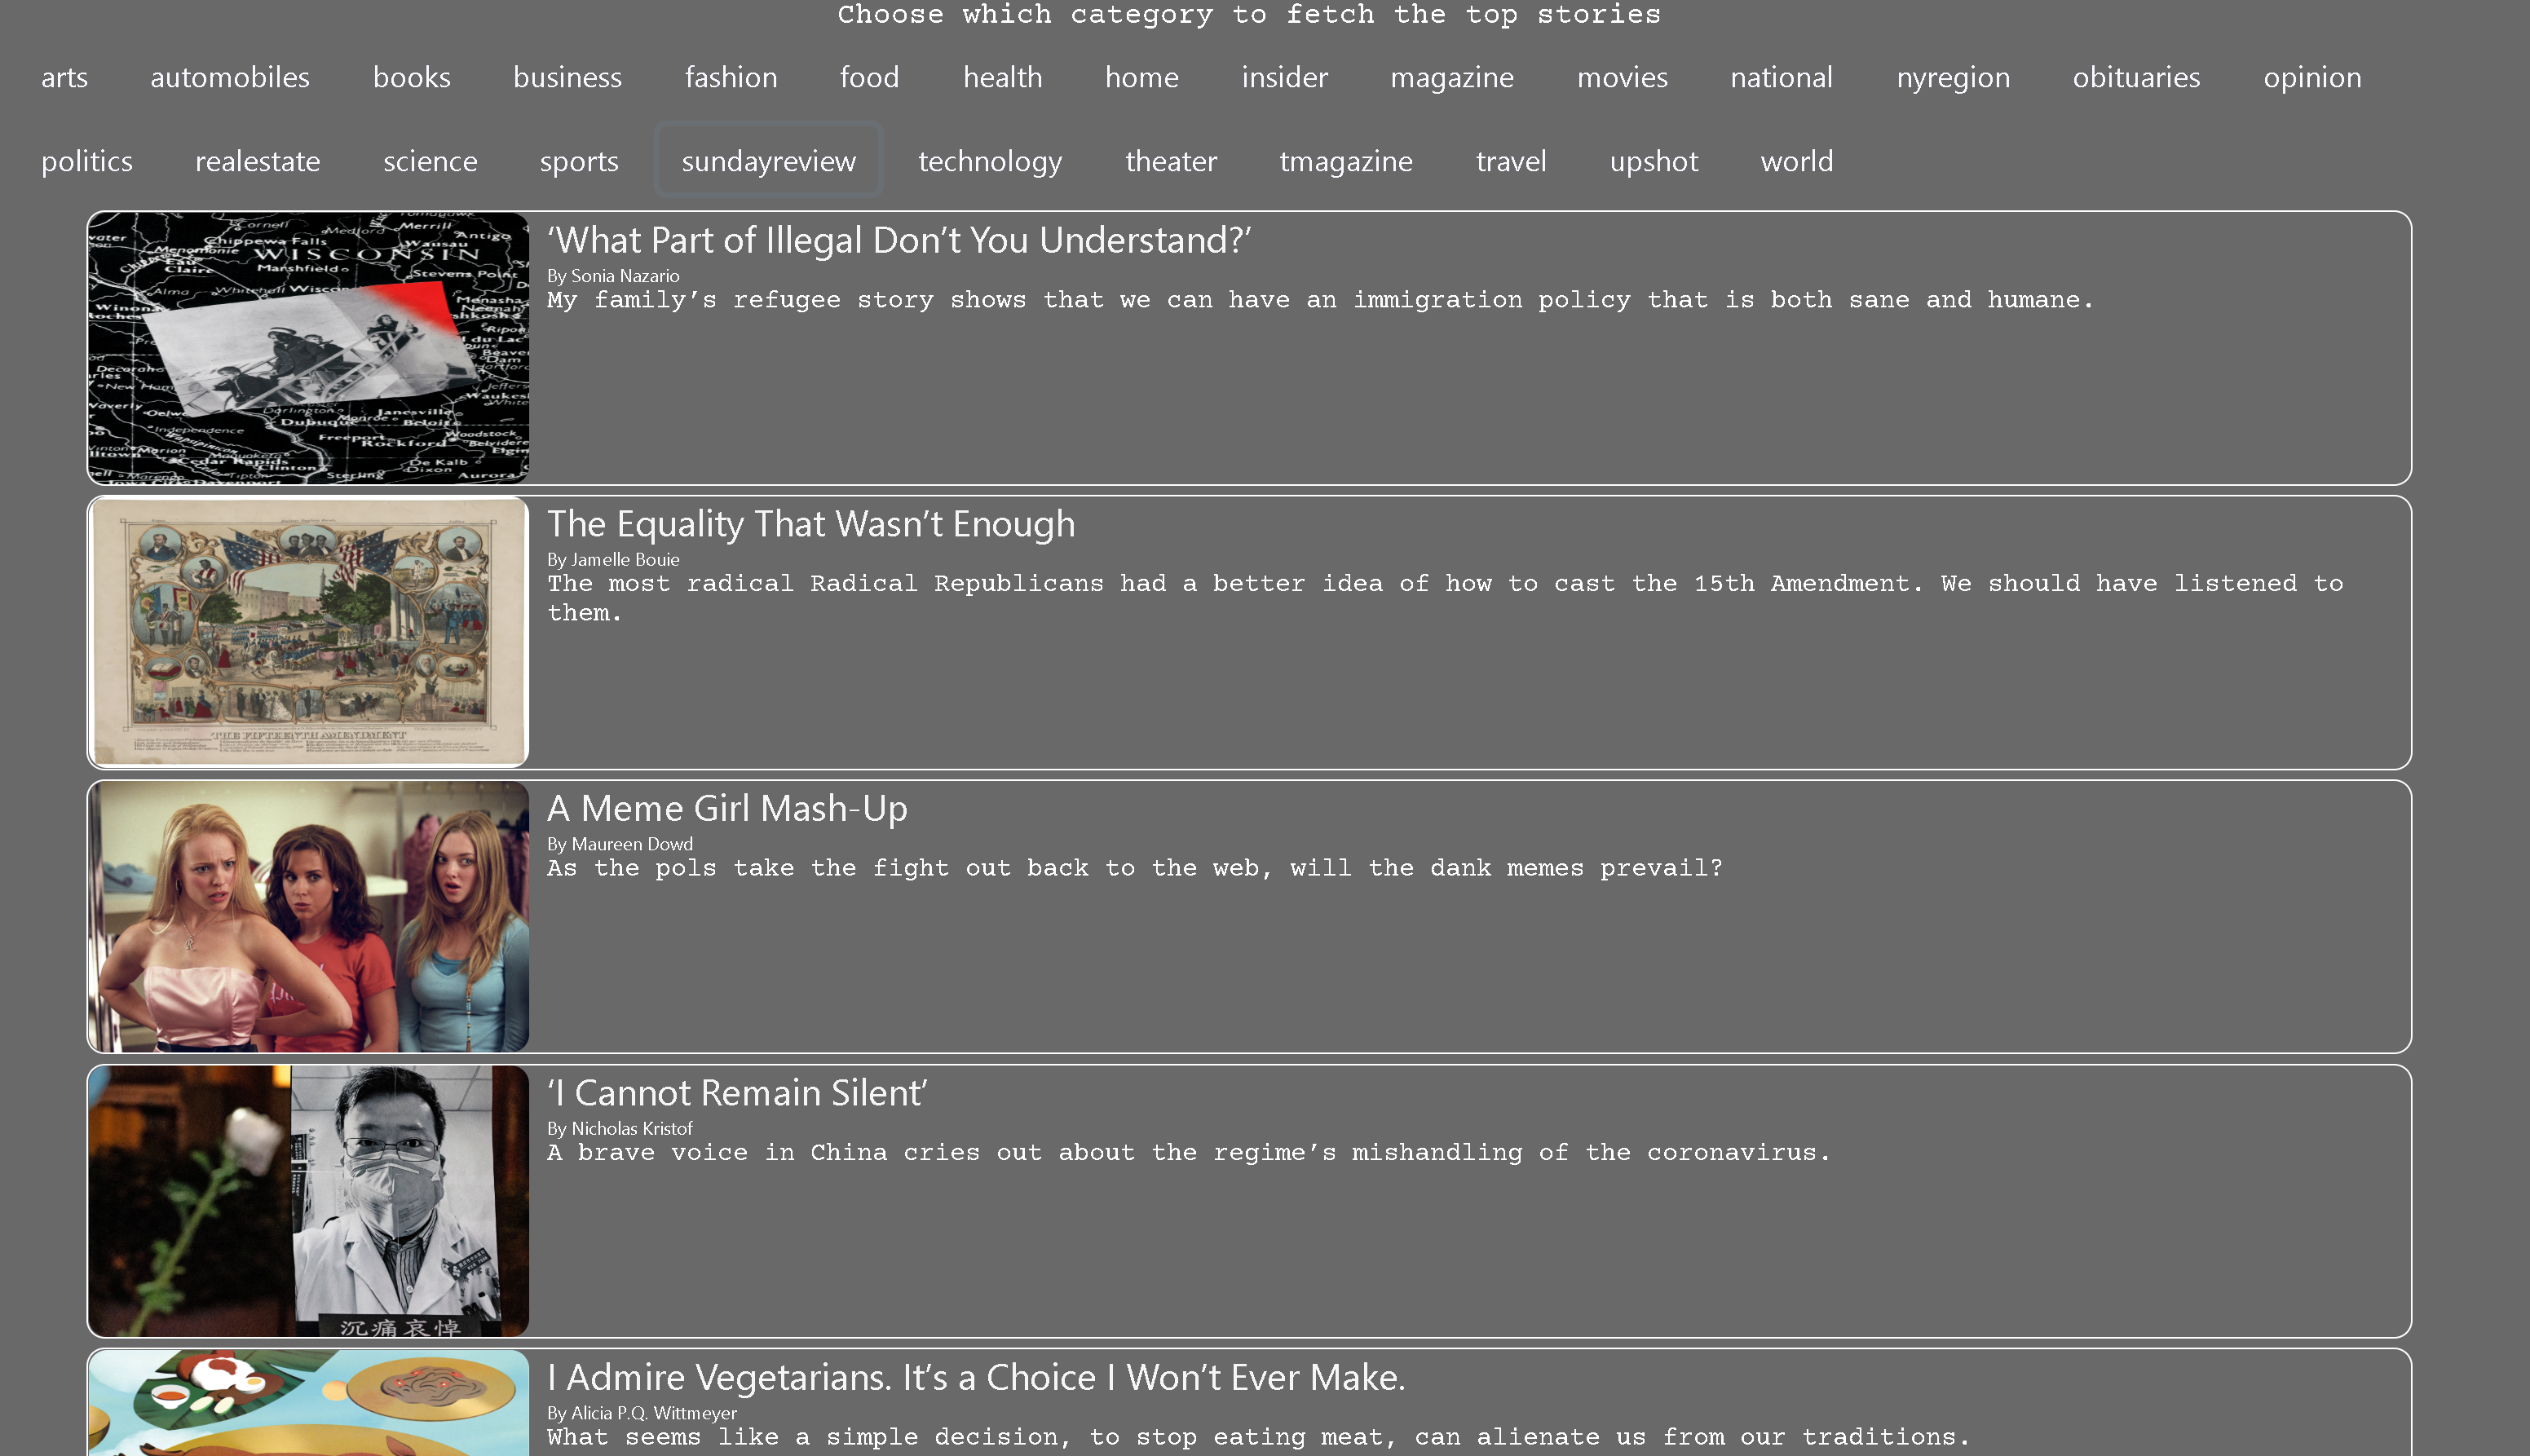 Choose which category to fetch the top stories
arts automobiles books business fashion food health home insider magazine movies national nyregion obituaries opinion
politics realestate science sports sundayreview technology theater tmagazine travel upshot world
‘What Part of Illegal Don’t You Understand?’
By Sonia Nazario
My family’s refugee story shows that we can have an immigration policy that is both sane and humane.
Cornell Merrill
Medford Antigo
Chippewa Falls Wausau
Menomonie WISCONSIN
Eau Claire Marshfield Stevens Point
Alma Whitehall
Menasha
Neenah
Ripon
du Lac
Beaver
Dam
Decorah
Waverly
Darlington Janesville
Dubuque Monroe Beloit
Independence Freeport Woodstock
Rockford Belvidere
Marion Maquoketa Elgin
Cedar Rapids Clinton De Kalb
Dixon
Tipton Sterling Aurora
The Equality That Wasn’t Enough
By Jamelle Bouie
The most radical Radical Republicans had a better idea of how to cast the 15th Amendment. We should have listened to
them.
THE FIFTEENTH AMENDMENT
A Meme Girl Mash-Up
By Maureen Dowd
As the pols take the fight out back to the web, will the dank memes prevail?
‘I Cannot Remain Silent’
By Nicholas Kristof
A brave voice in China cries out about the regime’s mishandling of the coronavirus.
沉痛哀悼
I Admire Vegetarians. It’s a Choice I Won’t Ever Make.
By Alicia P.Q. Wittmeyer
What seems like a simple decision, to stop eating meat, can alienate us from our traditions.